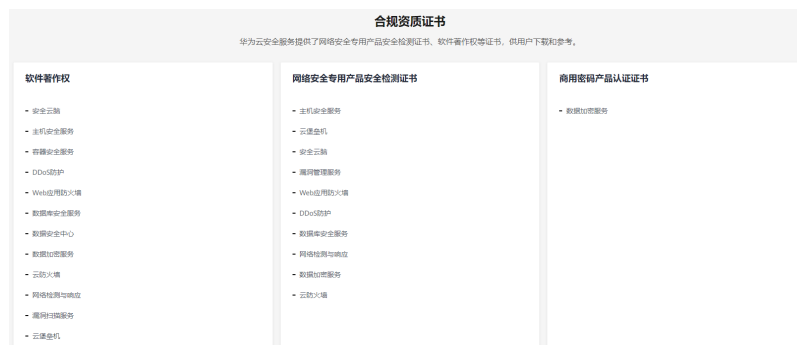 合规资质证书
华为云安全服务提供了网络安全专用产品安全检测证书、软件著作权等证书，供用户下载和参考。
软件著作权
- 安全云脑
- 主机安全服务
- 容器安全服务
- DDoS防护
- Web应用防火墙
- 数据库安全服务
- 数据安全中心
- 数据加密服务
- 云防火墙
- 网络检测与响应
- 漏洞扫描服务
- 云堡垒机
网络安全专用产品安全检测证书
- 主机安全服务
- 云堡垒机
- 安全云脑
- 漏洞管理服务
- Web应用防火墙
- DDoS防护
- 数据库安全服务
- 网络检测与响应
- 数据加密服务
- 云防火墙
商用密码产品认证证书
- 数据加密服务